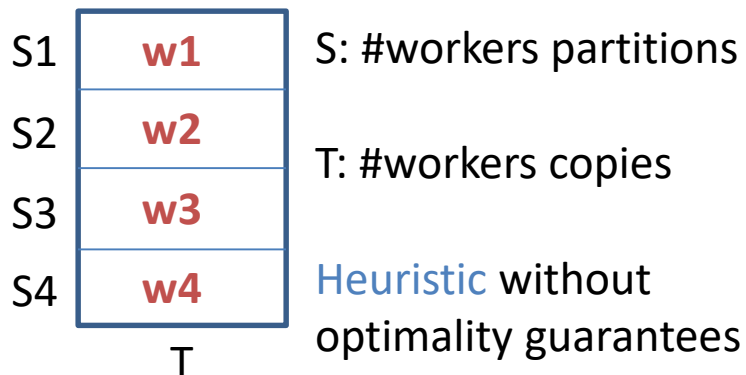 S1 w1 S: #workers partitions
S2 w2
T: #workers copies
S3 w3
S4 w4 Heuristic without
optimality guarantees
T